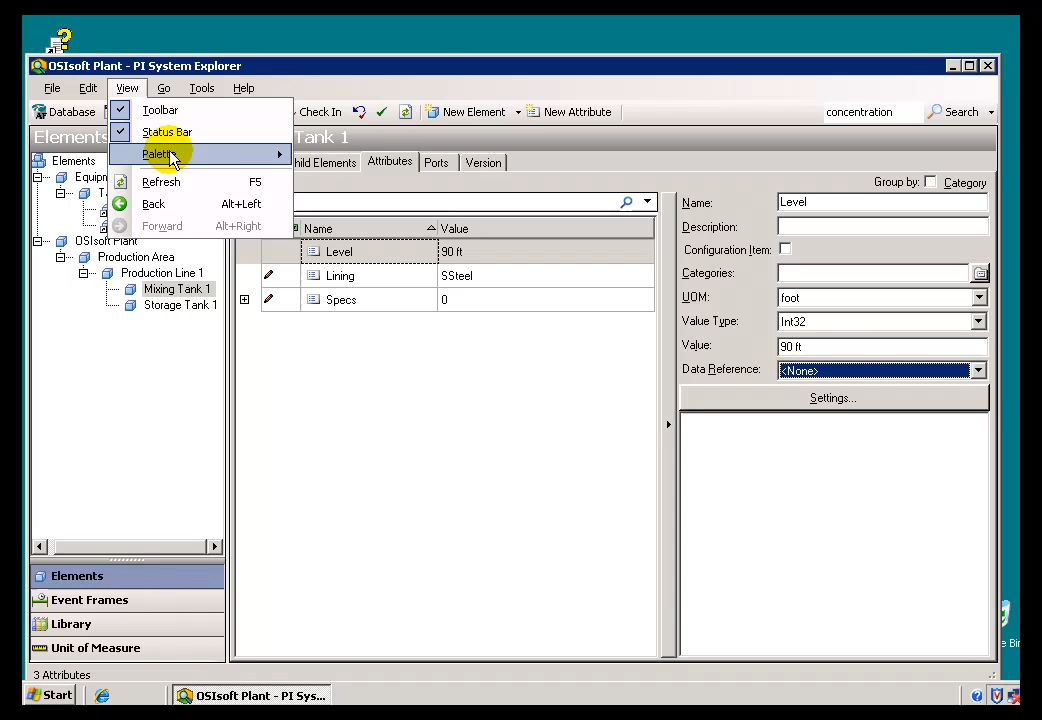 OSIsoft Plant - PI System Explorer
File Edit View Go Tools Help
Database Check In New Element New Attribute concentration Search
Toolbar
Status Bar
Palette
Refresh F5
Back Alt+Left
Forward Alt+Right
Elements Tank 1
Elements
OSIsoft Plant
Production Area
Production Line 1
Mixing Tank 1
Storage Tank 1
Child Elements Attributes Ports Version
Group by: Category
Name Value
Level 90 ft
Lining SSteel
Specs 0
Name: Level
Description:
Configuration Item:
Categories:
UOM: foot
Value Type: Int32
Value: 90 ft
Data Reference: <None>
Settings...
Elements
Event Frames
Library
Unit of Measure
3 Attributes
Start OSIsoft Plant - PI Sys...